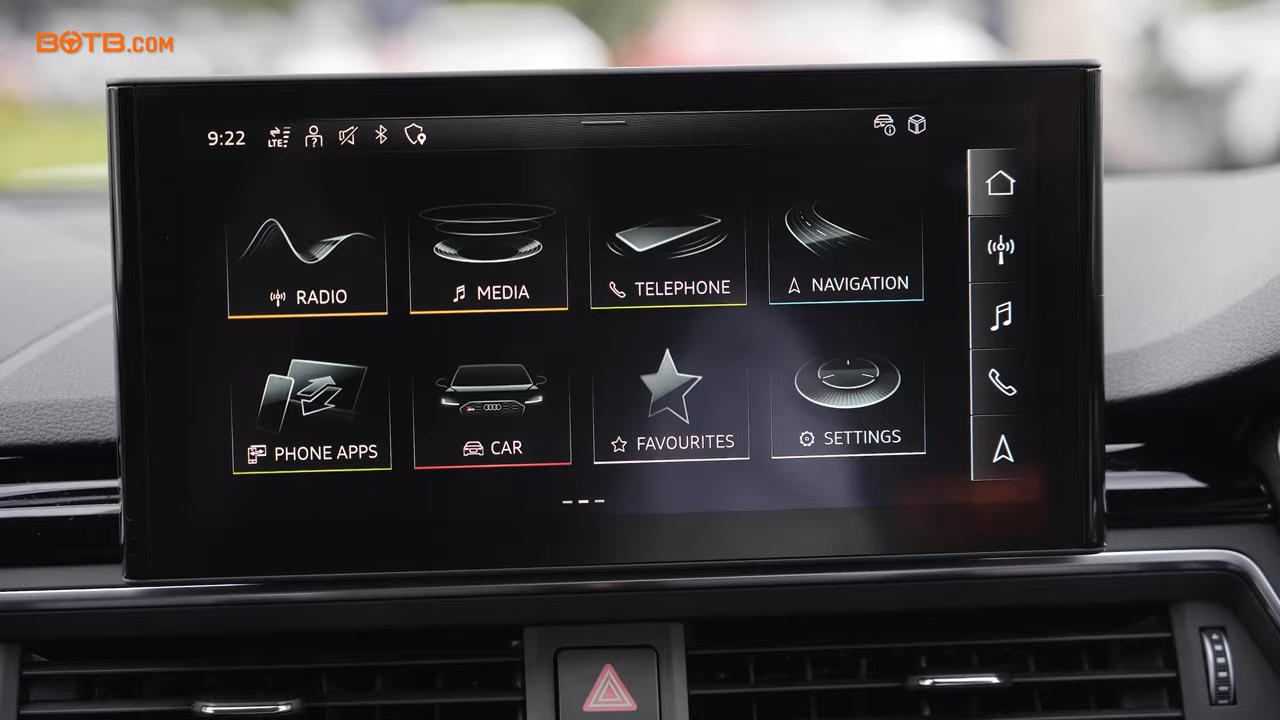 BOTB.COM
9:22
LTE
RADIO
MEDIA
TELEPHONE
NAVIGATION
PHONE APPS
CAR
FAVOURITES
SETTINGS